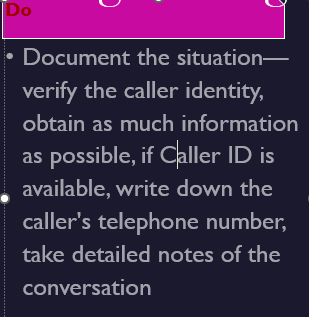 Do
• Document the situation—
verify the caller identity,
obtain as much information
as possible, if Caller ID is
available, write down the
caller's telephone number,
take detailed notes of the
conversation